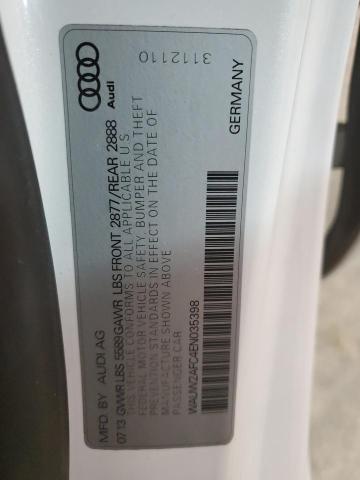 MFD. BY AUDI AG
07 13 GVWR LBS 5589 GAWR LBS FRONT 2877/REAR 2888
THIS VEHICLE CONFORMS TO ALL APPLICABLE U.S.
FEDERAL MOTOR VEHICLE SAFETY, BUMPER AND THEFT
PREVENTION STANDARDS IN EFFECT ON THE DATE OF
MANUFACTURE SHOWN ABOVE
PASSENGER CAR
WAUW2AFC4EN035398
Audi
3112110
GERMANY